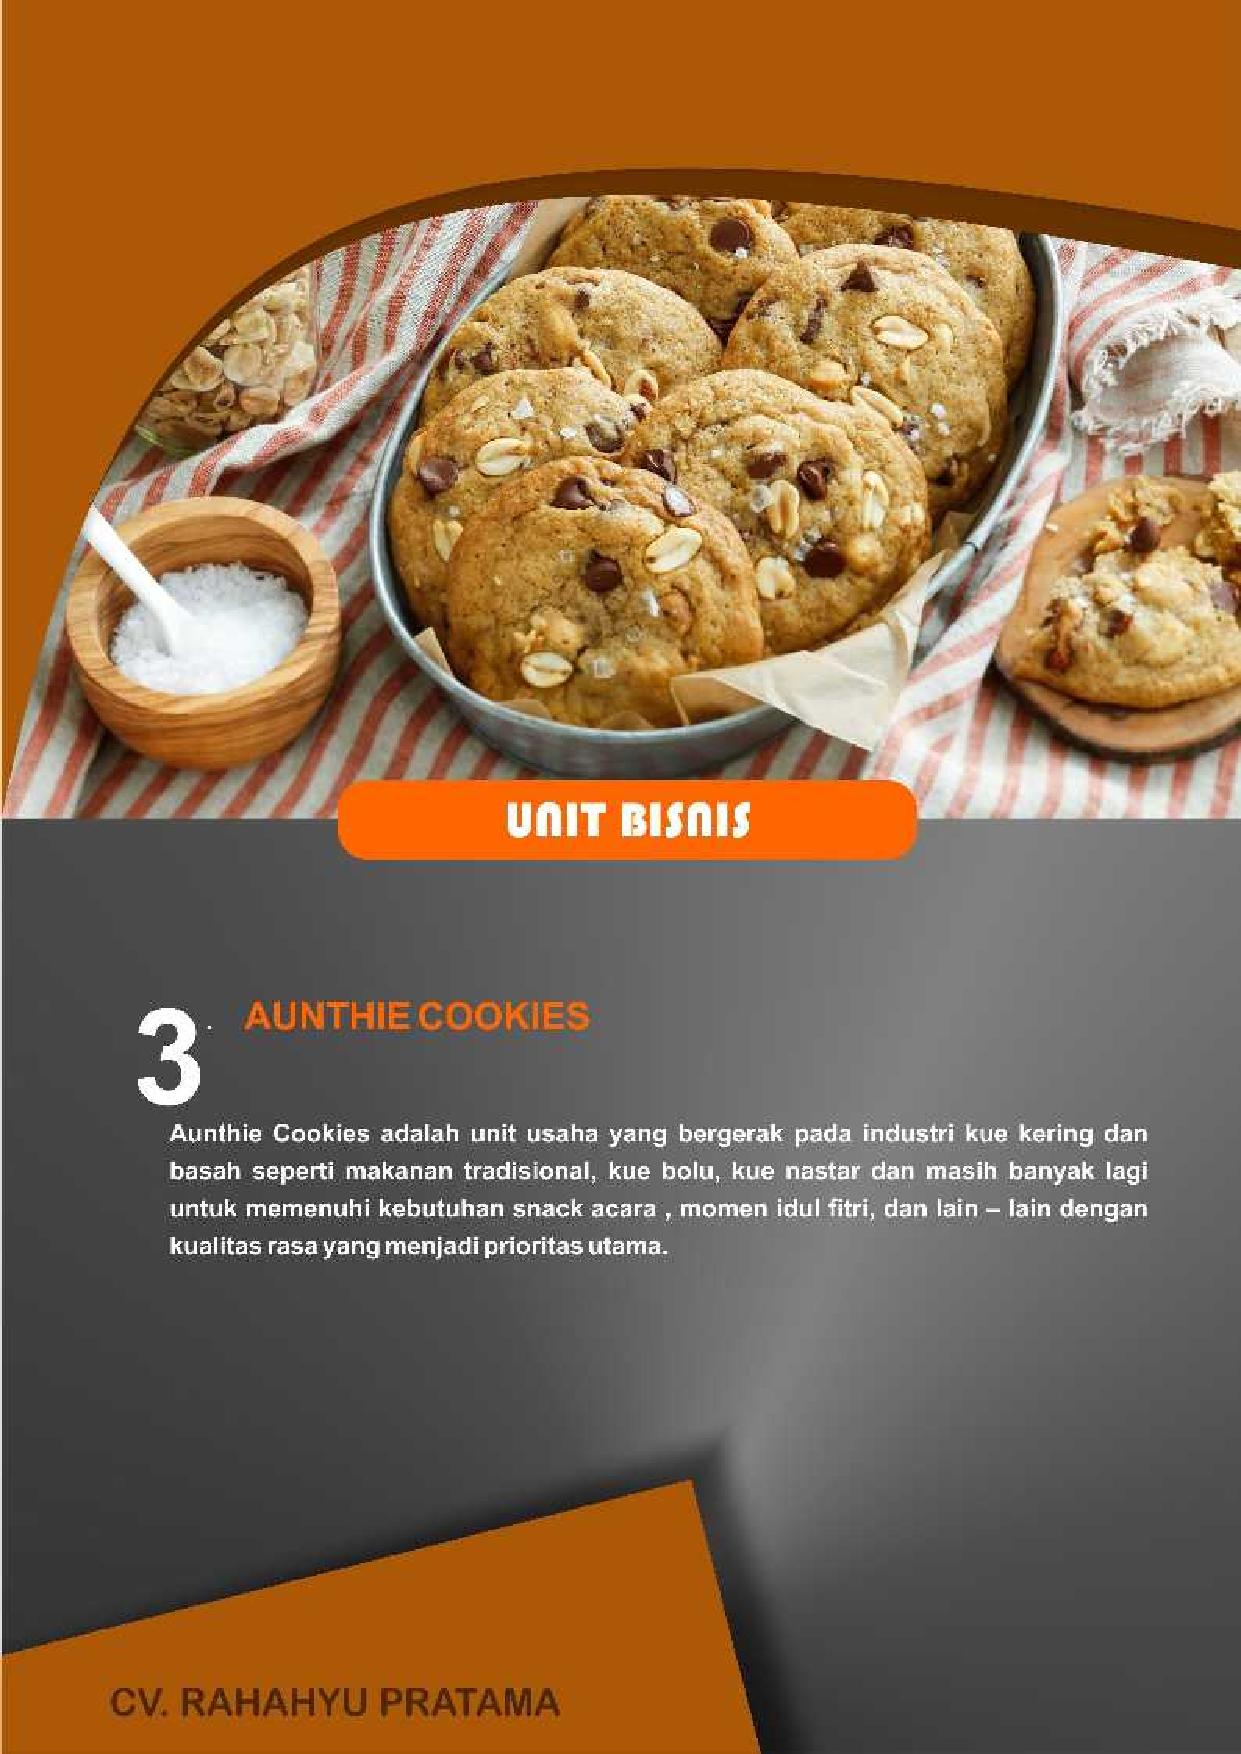 UNIT BISNIS
3. AUNTHIE COOKIES
Aunthie Cookies adalah unit usaha yang bergerak pada industri kue kering dan
basah seperti makanan tradisional, kue bolu, kue nastar dan masih banyak lagi
untuk memenuhi kebutuhan snack acara , momen idul fitri, dan lain – lain dengan
kualitas rasa yang menjadi prioritas utama.
CV. RAHAHYU PRATAMA